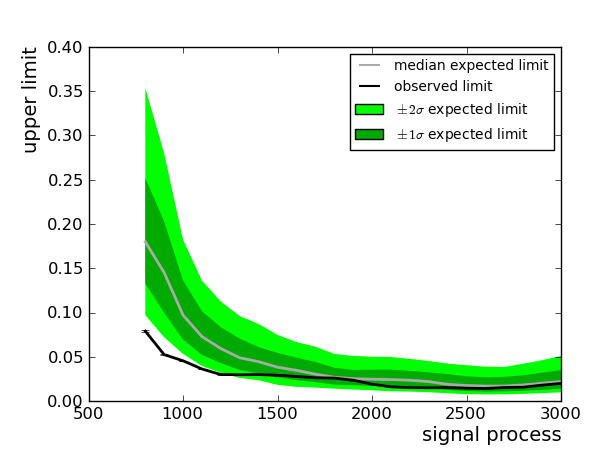 0.40
0.35
0.30
0.25
0.20
0.15
0.10
0.05
0.00
upper limit
median expected limit
observed limit
±2σ expected limit
±1σ expected limit
500 1000 1500 2000 2500 3000
signal process